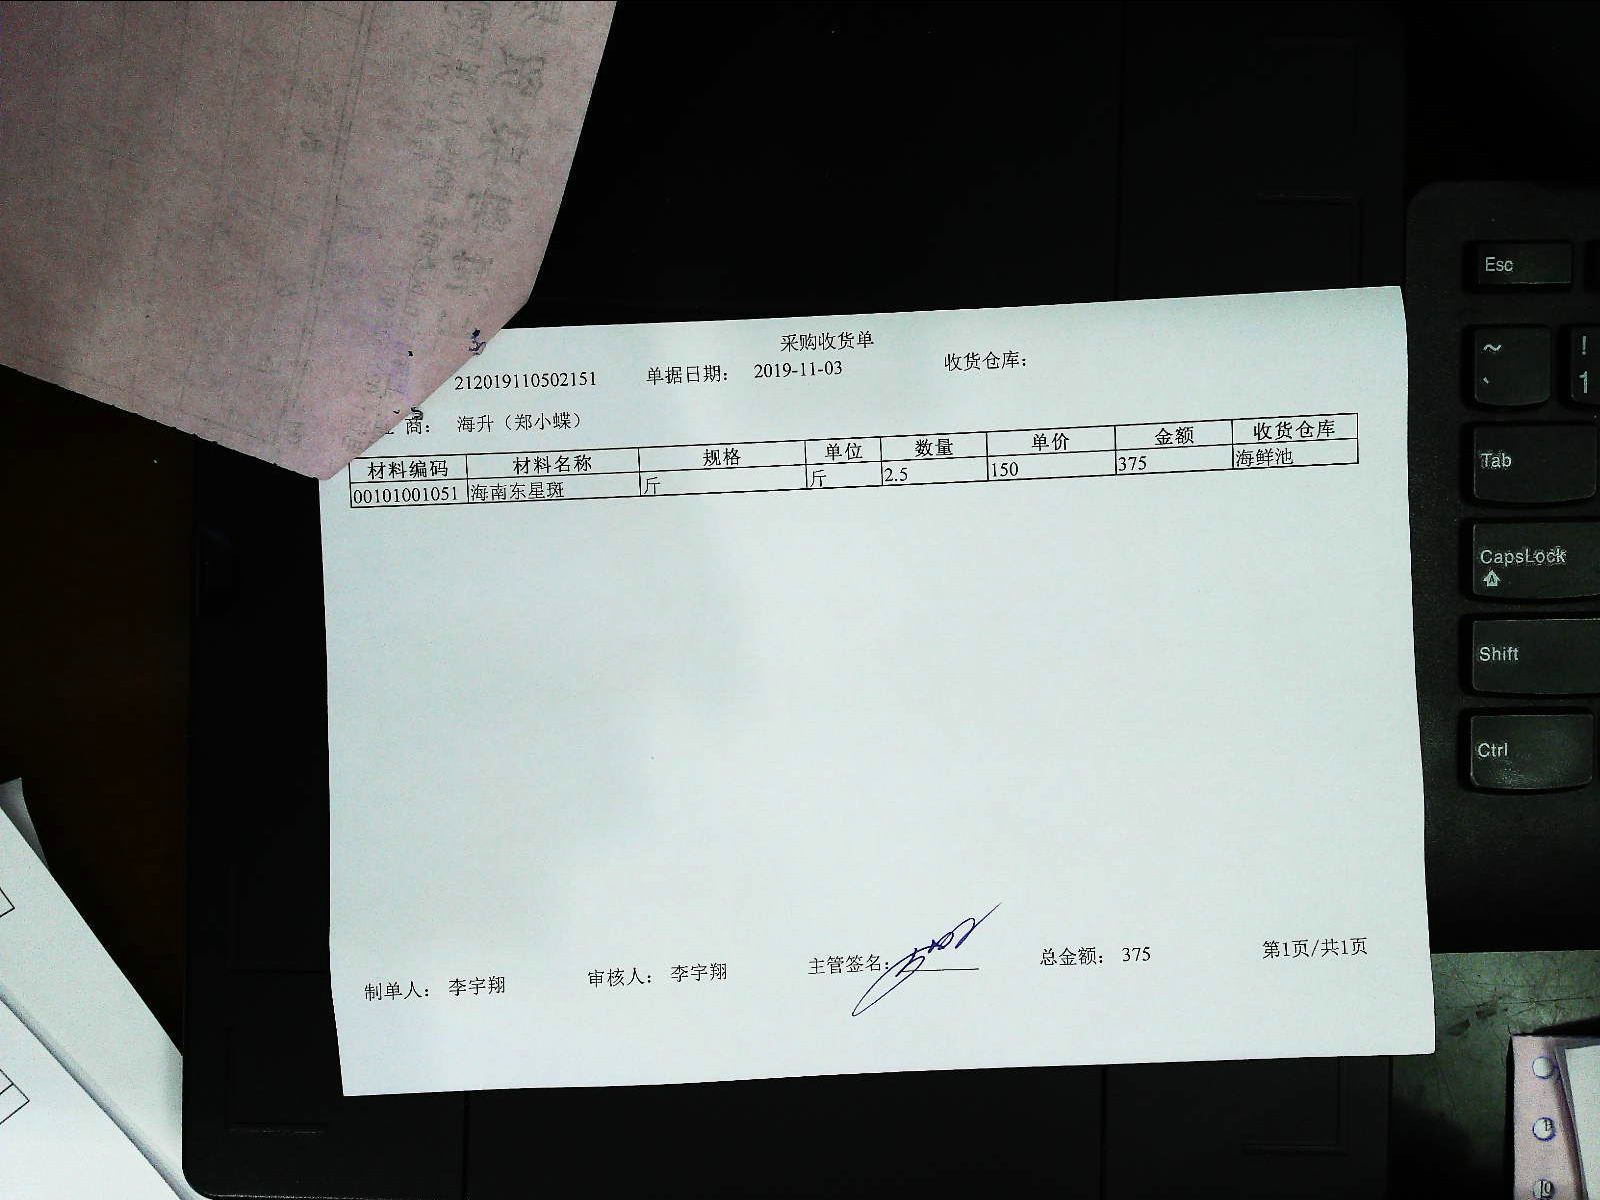 采购收货单
212019110502151 单据日期： 2019-11-03 收货仓库：
商： 海升（郑小蝶）
材料编码 材料名称 规格 单位 数量 单价 金额 收货仓库
00101001051 海南东星斑 斤 斤 2.5 150 375 海鲜池
制单人： 李宇翔 审核人： 李宇翔 主管签名： 总金额： 375 第1页/共1页
Esc
~ !
` 1
Tab
CapsLock
Shift
Ctrl